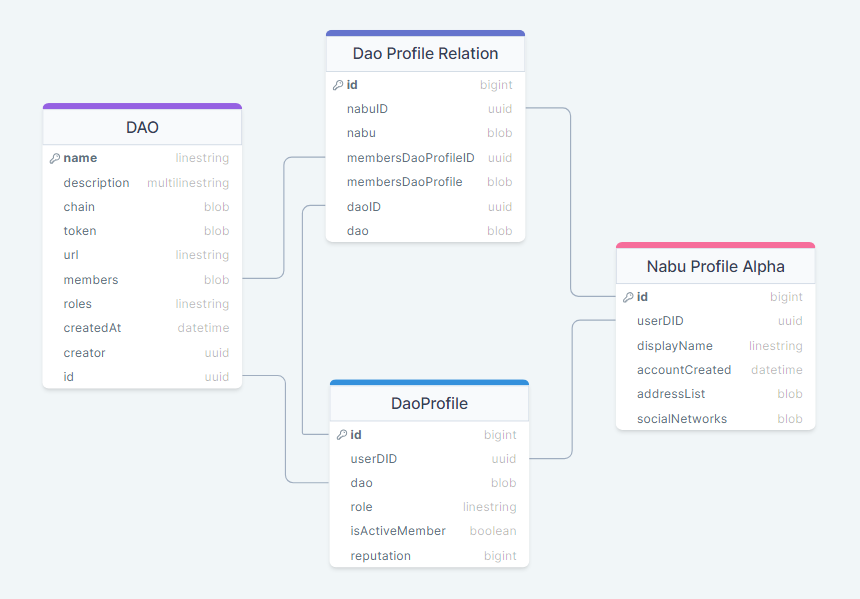 Dao Profile Relation
id bigint
nabuID uuid
nabu blob
membersDaoProfileID uuid
membersDaoProfile blob
daoID uuid
dao blob
DAO
name linestring
description multilinestring
chain blob
token blob
url linestring
members blob
roles linestring
createdAt datetime
creator uuid
id uuid
Nabu Profile Alpha
id bigint
userDID uuid
displayName linestring
accountCreated datetime
addressList blob
socialNetworks blob
DaoProfile
id bigint
userDID uuid
dao blob
role linestring
isActiveMember boolean
reputation bigint